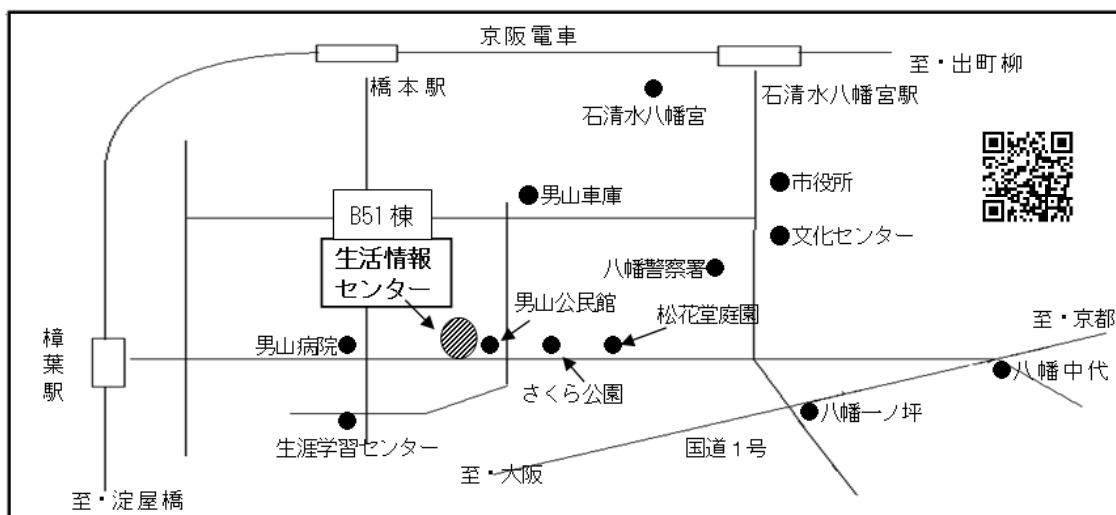 京阪電車
至・出町柳
橋本駅
石清水八幡宮駅
石清水八幡宮
市役所
男山車庫
B51棟
文化センター
生活情報
センター
八幡警察署
男山公民館
松花堂庭園
至・京都
樟葉駅
男山病院
さくら公園
八幡中代
八幡一ノ坪
生涯学習センター
国道1号
至・大阪
至・淀屋橋